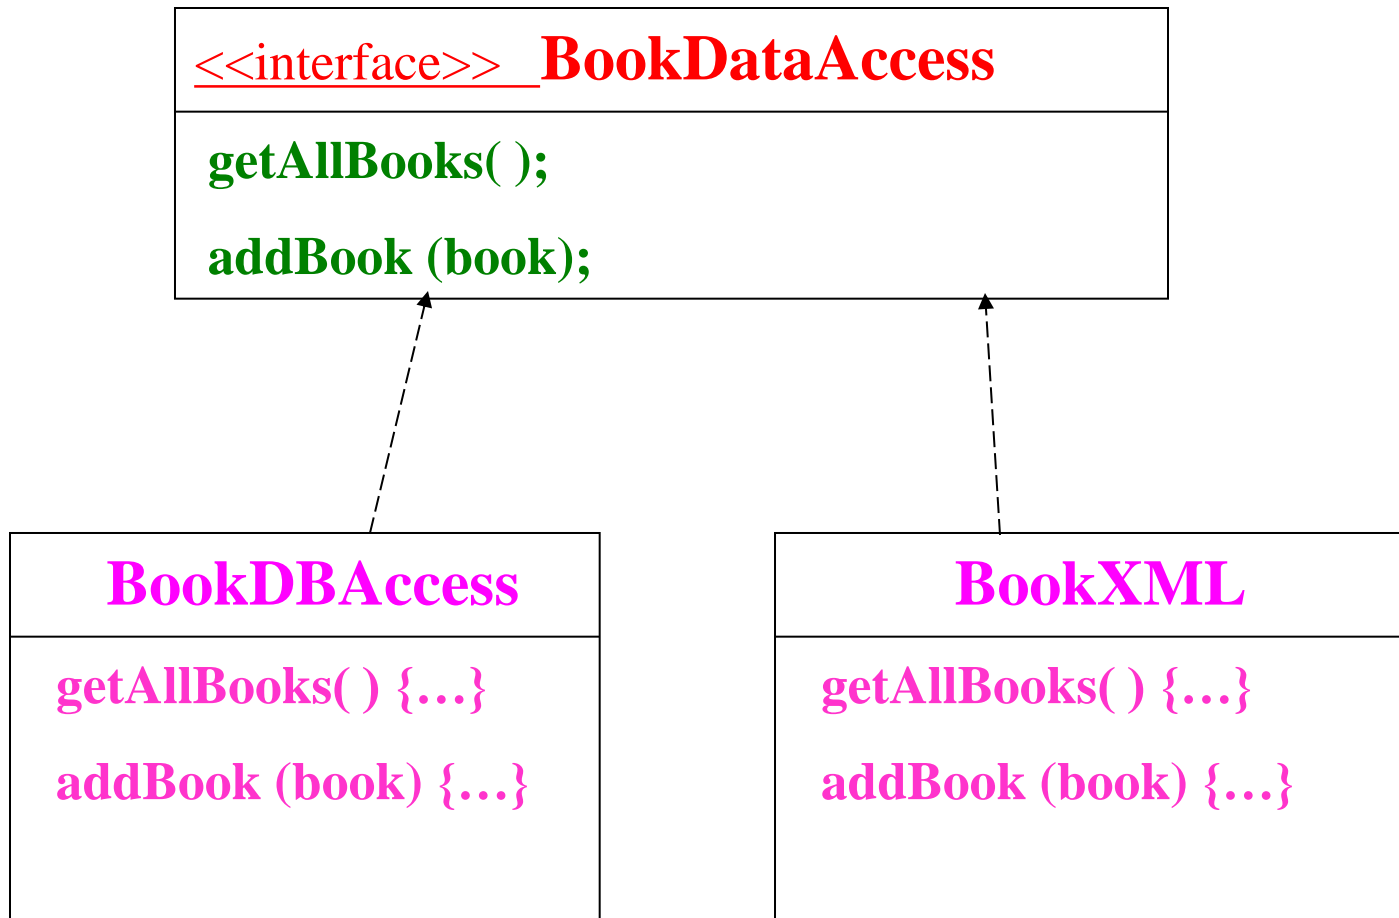 <<interface>> BookDataAccess
getAllBooks( );
addBook (book);
BookDBAccess
getAllBooks( ) {…}
addBook (book) {…}
BookXML
getAllBooks( ) {…}
addBook (book) {…}